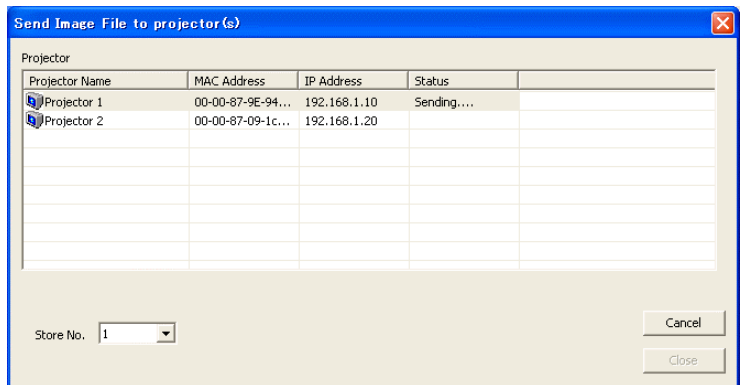 Send Image File to projector(s)
Projector
Projector Name MAC Address IP Address Status
Projector 1 00-00-87-9E-94... 192.168.1.10 Sending....
Projector 2 00-00-87-09-1c... 192.168.1.20
Store No. 1
Cancel
Close